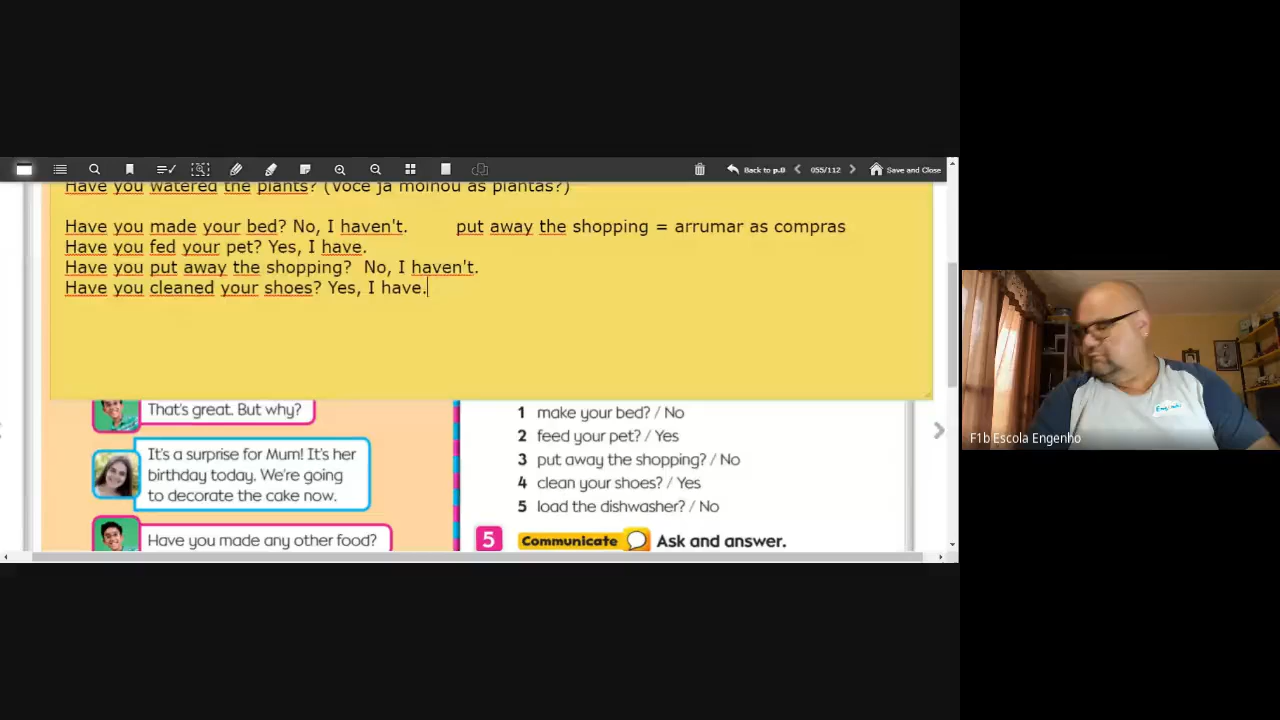 Back to p.8
055/112
Save and Close
Have you watered the plants? (Você já molhou as plantas?)
Have you made your bed? No, I haven't. put away the shopping = arrumar as compras
Have you fed your pet? Yes, I have.
Have you put away the shopping? No, I haven't.
Have you cleaned your shoes? Yes, I have.
That's great. But why?
It's a surprise for Mum! It's her
birthday today. We're going
to decorate the cake now.
Have you made any other food?
1 make your bed? / No
2 feed your pet? / Yes
3 put away the shopping? / No
4 clean your shoes? / Yes
5 load the dishwasher? / No
5 Communicate Ask and answer.
F1b Escola Engenho